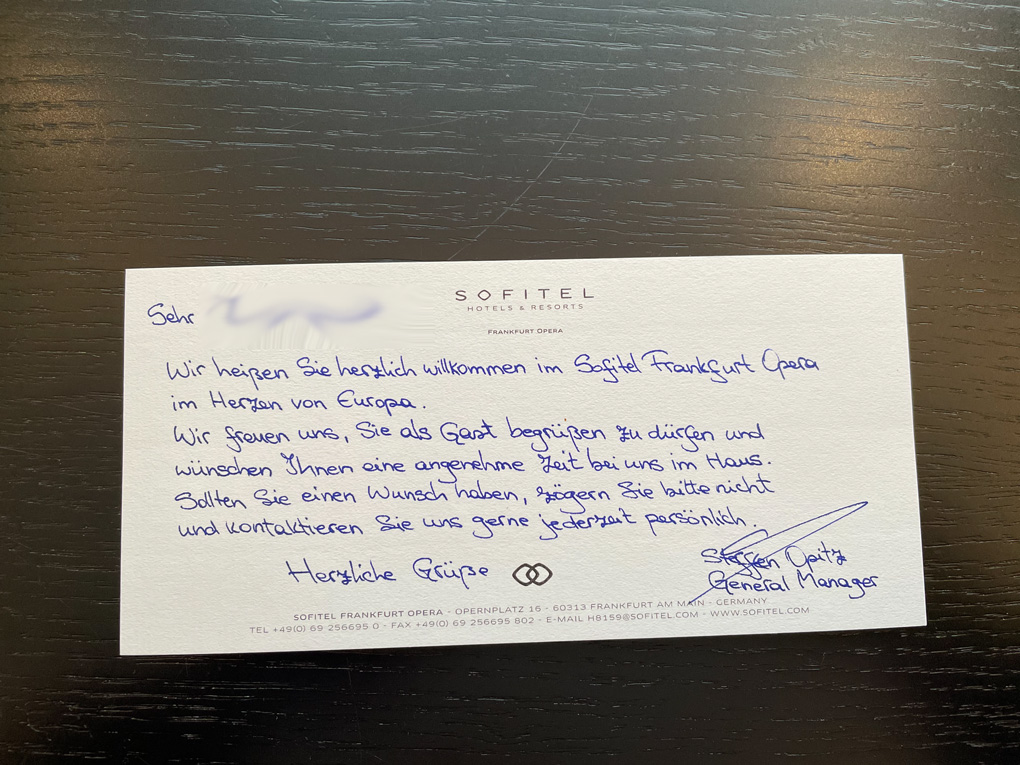 SOFITEL
HOTELS & RESORTS
FRANKFURT OPERA
Sehr
Wir heißen Sie herzlich willkommen im Sofitel Frankfurt Opera
im Herzen von Europa.
Wir freuen uns, Sie als Gast begrüßen zu dürfen und
wünschen Ihnen eine angenehme Zeit bei uns im Haus.
Sollten Sie einen Wunsch haben, zögern Sie bitte nicht
und kontaktieren Sie uns gerne jederzeit persönlich.
Herzliche Grüße
Steffen Opitz
General Manager
SOFITEL FRANKFURT OPERA - OPERNPLATZ 16 - 60313 FRANKFURT AM MAIN - GERMANY
TEL +49(0) 69 256695 0 - FAX +49(0) 69 256695 802 - E-MAIL H8159@SOFITEL.COM - WWW.SOFITEL.COM